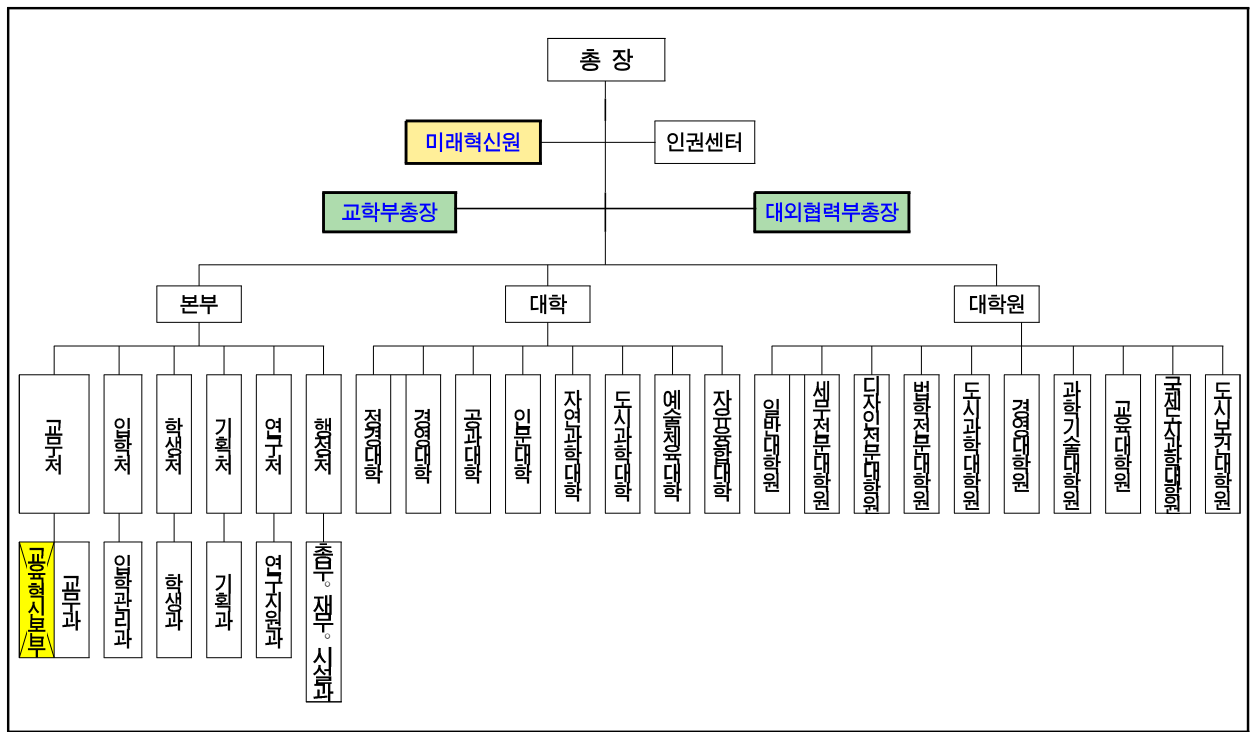 총 장
미래혁신원
인권센터
교학부총장
대외협력부총장
본부
대학
대학원
교무처
입학처
학생처
기획처
연구처
행정처
정경대학
경영대학
공과대학
인문대학
자연과학대학
도시과학대학
예술체육대학
자유융합대학
일반대학원
세무전문대학원
디자인전문대학원
법학전문대학원
도시과학대학원
경영대학원
과학기술대학원
교육대학원
국제도시과학대학원
도시보건대학원
교육혁신본부
교무과
입학관리과
학생과
기획과
연구지원과
총무。재무。시설과